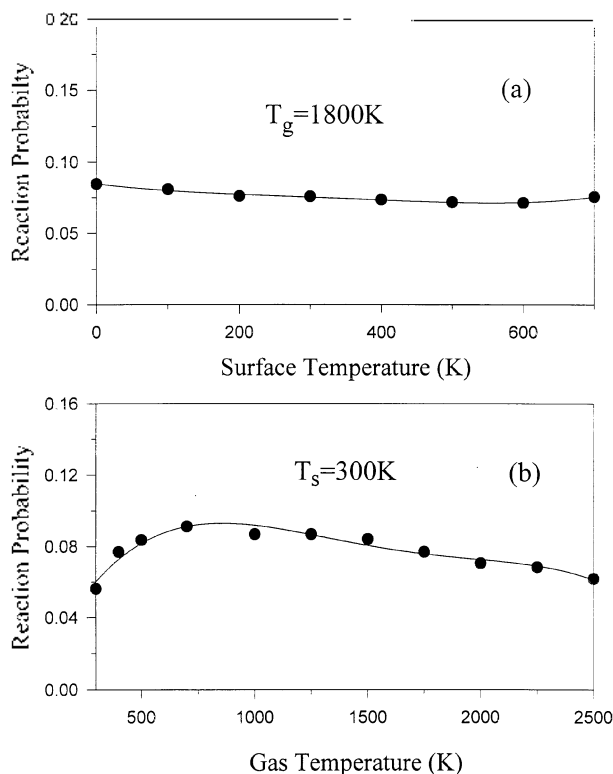 0.20
0.15
0.10
0.05
0.00
Reaction Probabilty
T_g=1800K
(a)
0 200 400 600
Surface Temperature (K)
0.16
0.12
0.08
0.04
0.00
Reaction Probability
T_s=300K
(b)
500 1000 1500 2000 2500
Gas Temperature (K)